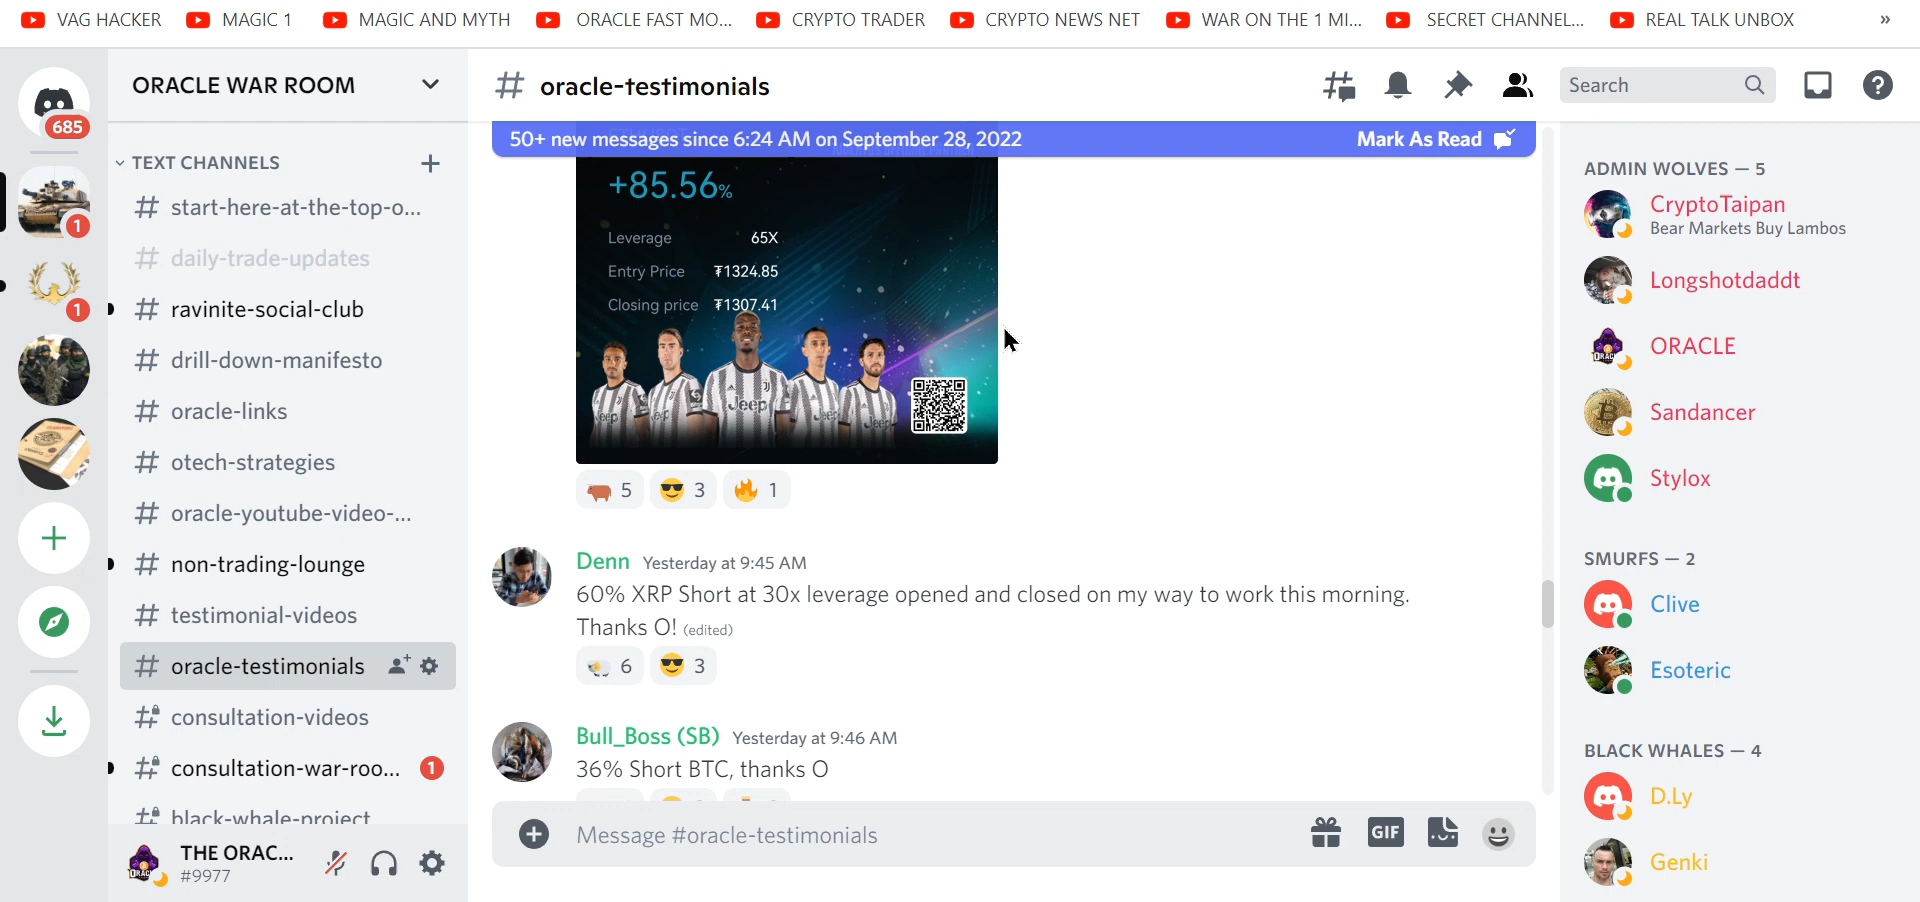 VAG HACKER
MAGIC 1
MAGIC AND MYTH
ORACLE FAST MO...
CRYPTO TRADER
CRYPTO NEWS NET
WAR ON THE 1 MI...
SECRET CHANNEL...
REAL TALK UNBOX
»
685
1
1
ORACLE WAR ROOM
TEXT CHANNELS
# start-here-at-the-top-o...
# daily-trade-updates
# ravinite-social-club
# drill-down-manifesto
# oracle-links
# otech-strategies
# oracle-youtube-video-...
# non-trading-lounge
# testimonial-videos
# oracle-testimonials
# consultation-videos
# consultation-war-roo... 1
# black-whale-project
THE ORAC...
#9977
# oracle-testimonials
Search
50+ new messages since 6:24 AM on September 28, 2022
Mark As Read
+85.56%
Leverage 65X
Entry Price ₮1324.85
Closing price ₮1307.41
Jeep
Jeep
Jeep
Jeep
5 3 1
Denn Yesterday at 9:45 AM
60% XRP Short at 30x leverage opened and closed on my way to work this morning.
Thanks O! (edited)
6 3
Bull_Boss (SB) Yesterday at 9:46 AM
36% Short BTC, thanks O
Message #oracle-testimonials
GIF
ADMIN WOLVES — 5
CryptoTaipan
Bear Markets Buy Lambos
Longshotdaddt
ORACLE
Sandancer
Stylox
SMURFS — 2
Clive
Esoteric
BLACK WHALES — 4
D.Ly
Genki